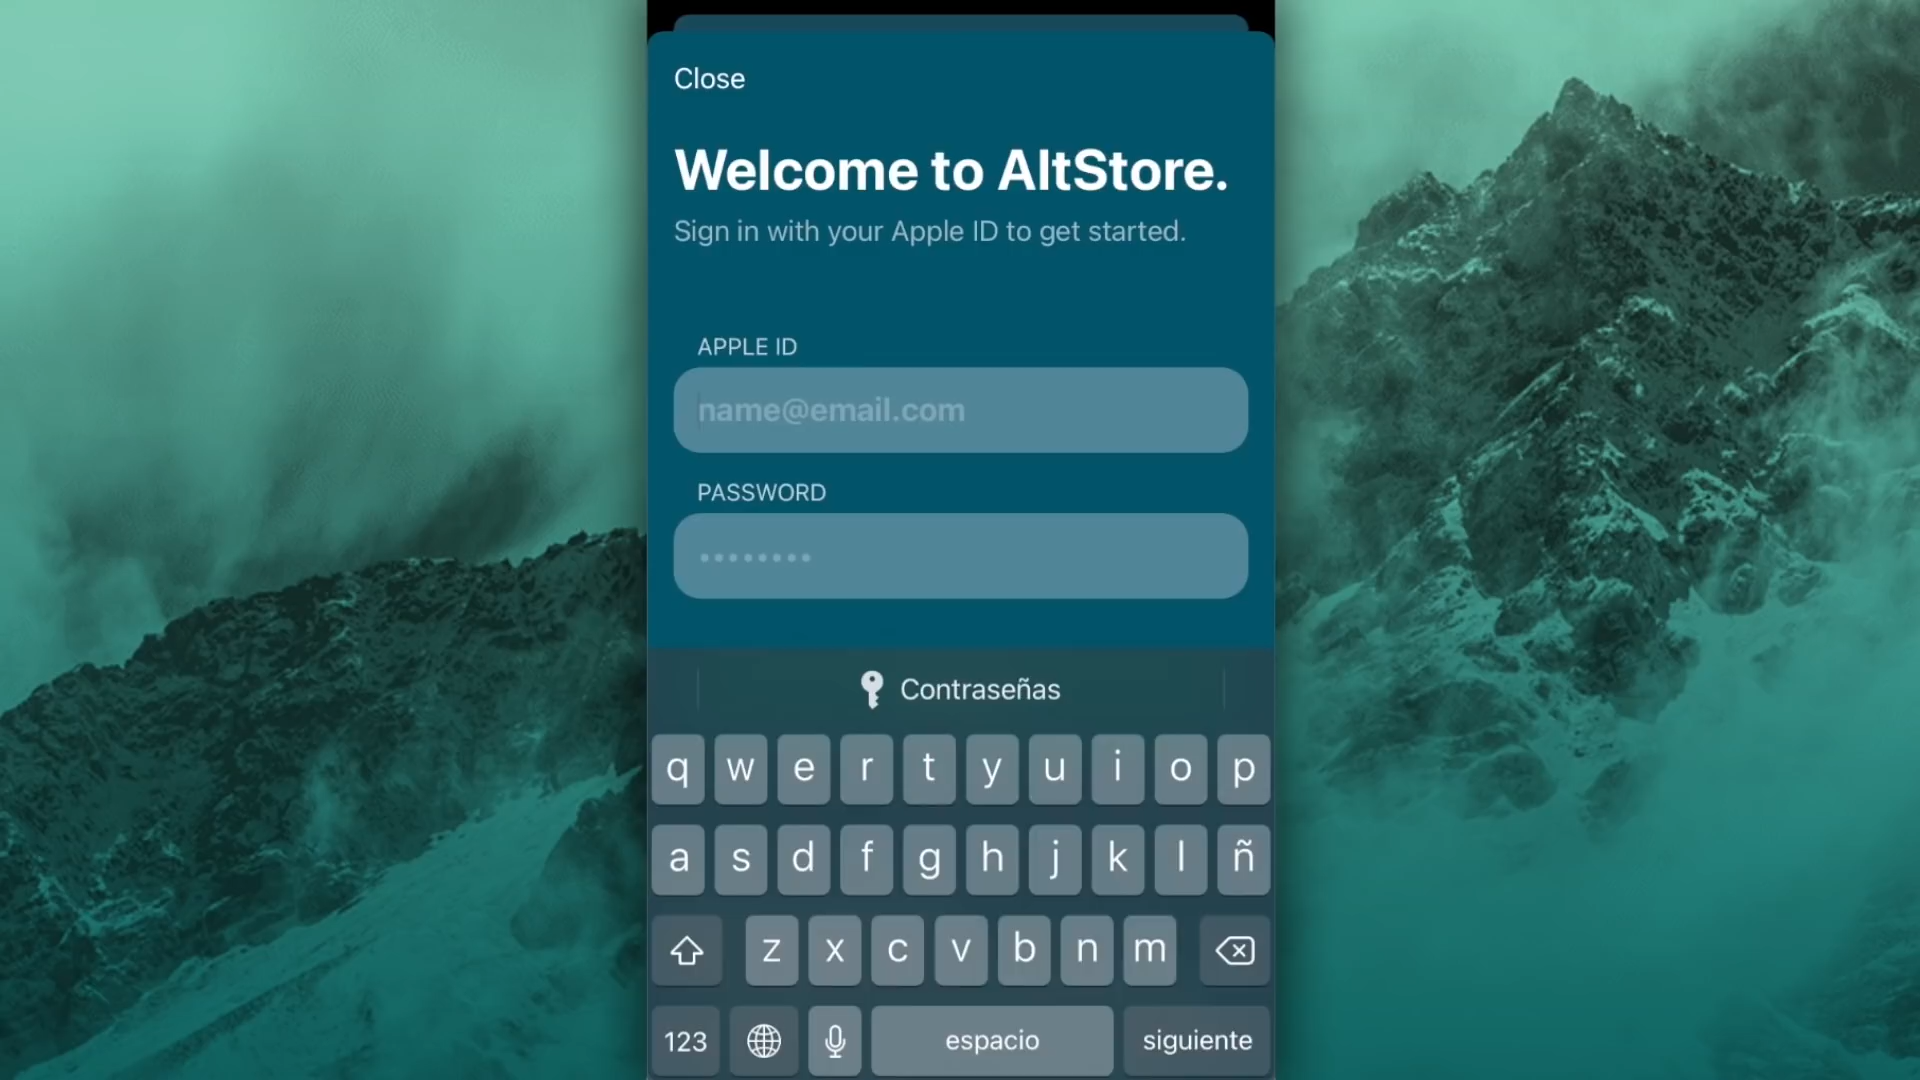 Close
Welcome to AltStore.
Sign in with your Apple ID to get started.
APPLE ID
name@email.com
PASSWORD
••••••••
Contraseñas
q w e r t y u i o p
a s d f g h j k l ñ
z x c v b n m
123 espacio siguiente